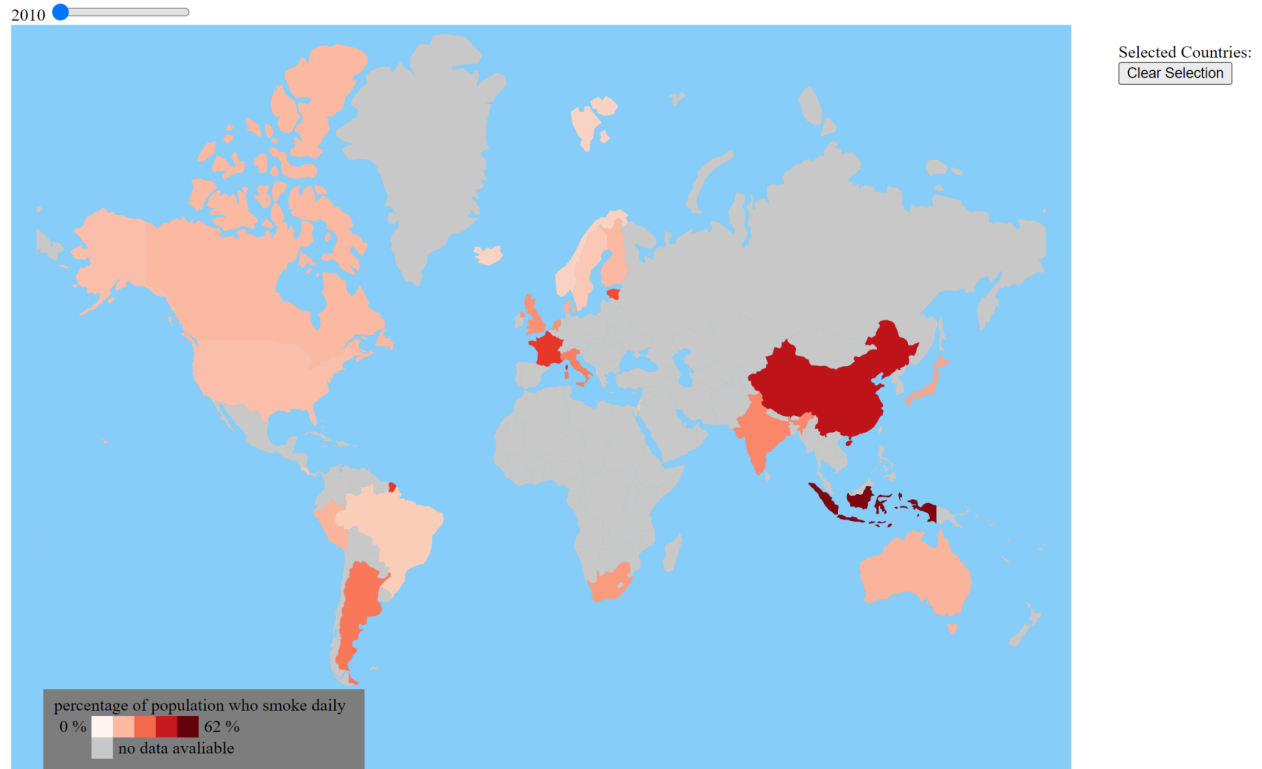 2010
Selected Countries:
Clear Selection
percentage of population who smoke daily
0 % 62 %
no data avaliable